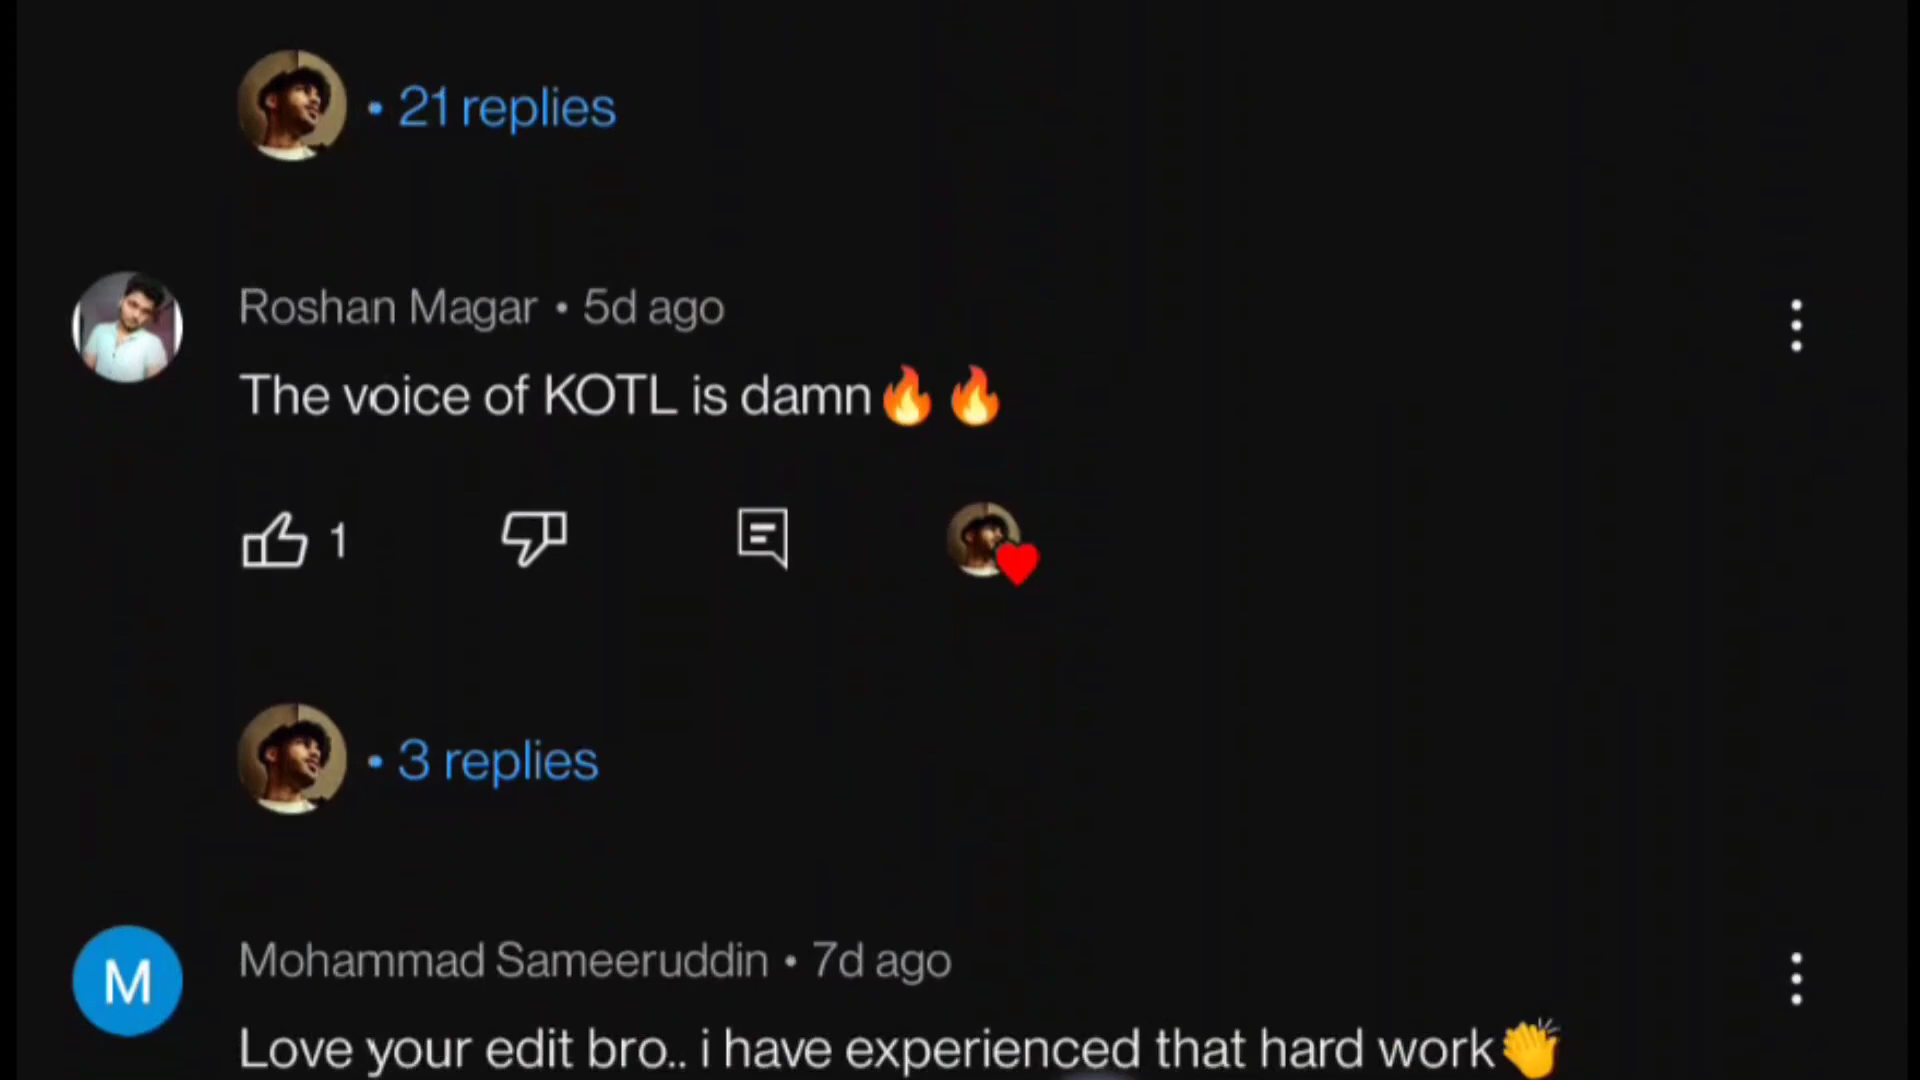 • 21 replies
Roshan Magar • 5d ago
The voice of KOTL is damn🔥 🔥
1
• 3 replies
M
Mohammad Sameeruddin • 7d ago
Love your edit bro.. i have experienced that hard work👏